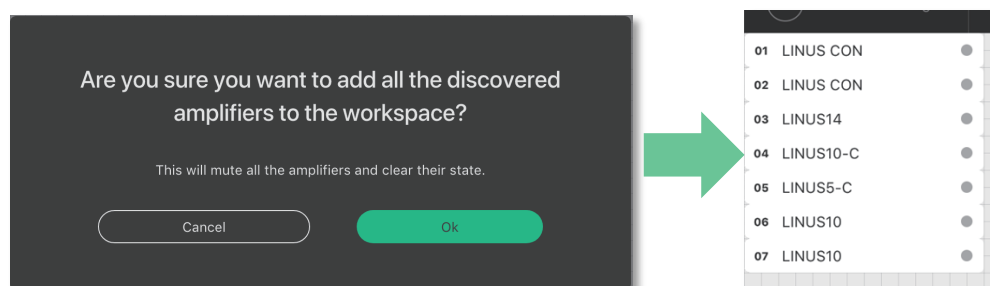 Are you sure you want to add all the discovered
amplifiers to the workspace?
This will mute all the amplifiers and clear their state.
Cancel
Ok
01 LINUS CON
02 LINUS CON
03 LINUS14
04 LINUS10-C
05 LINUS5-C
06 LINUS10
07 LINUS10